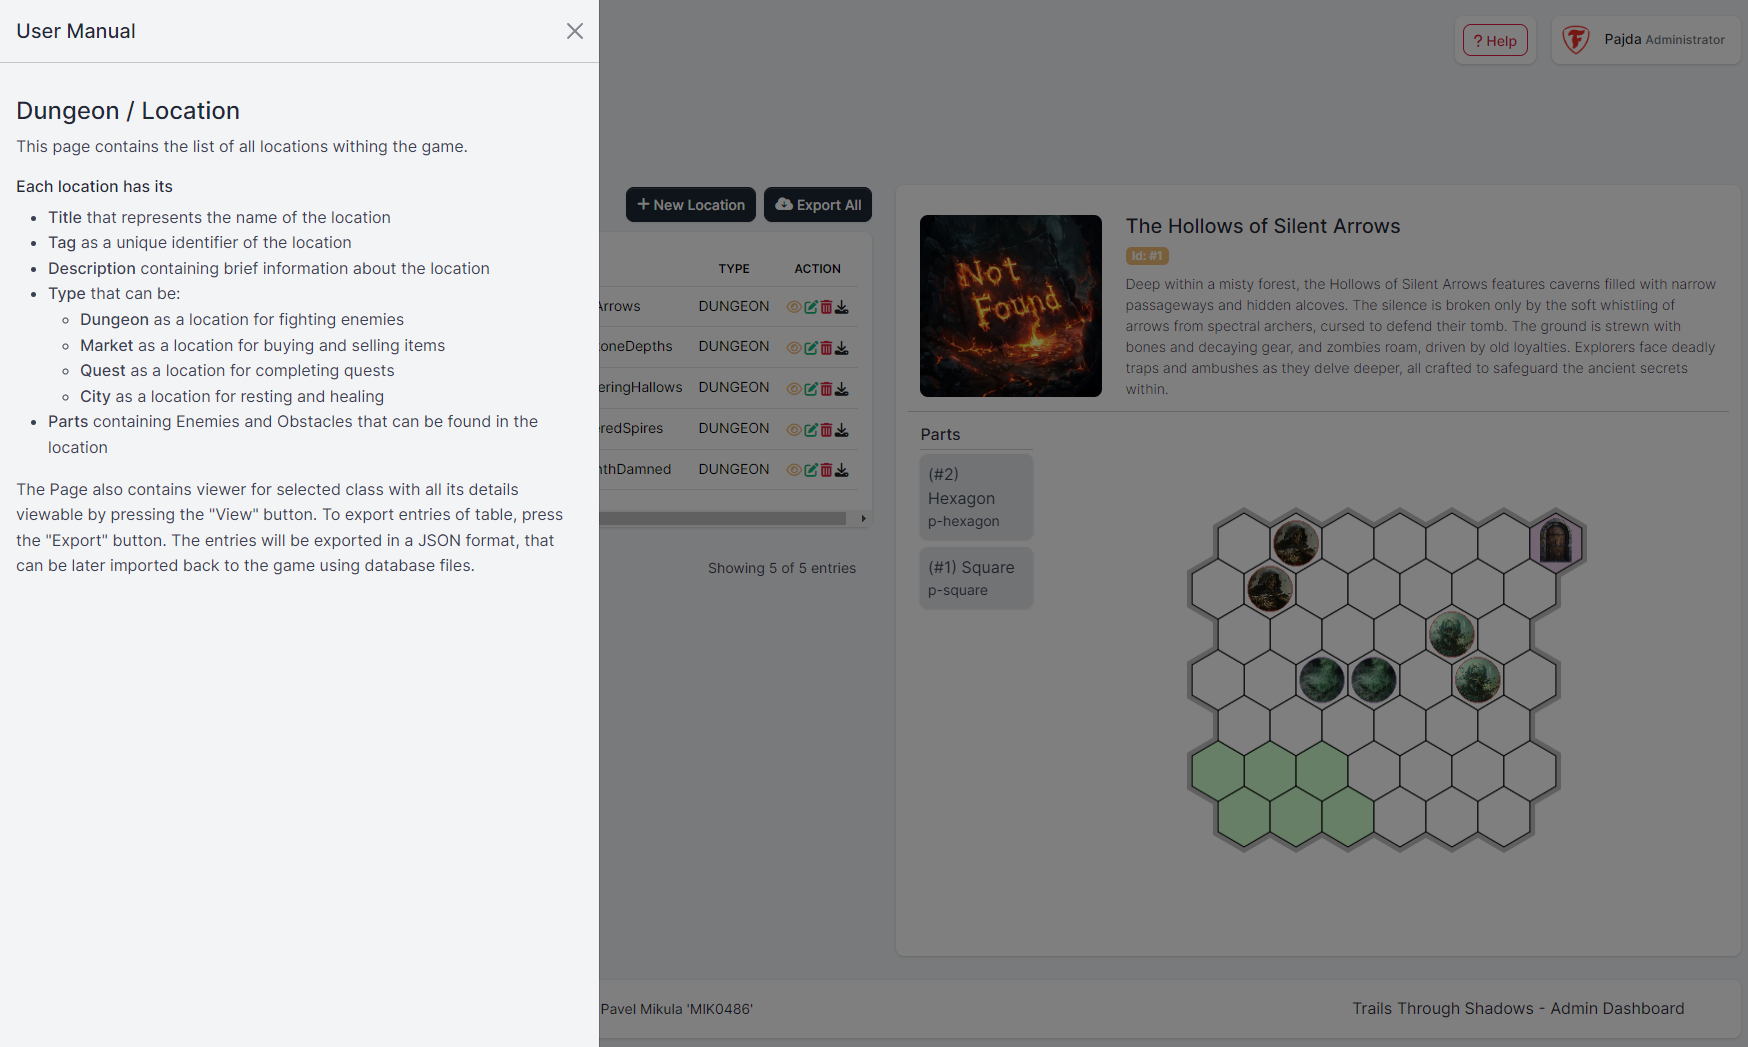 User Manual
Dungeon / Location
This page contains the list of all locations withing the game.
Each location has its
Title that represents the name of the location
Tag as a unique identifier of the location
Description containing brief information about the location
Type that can be:
Dungeon as a location for fighting enemies
Market as a location for buying and selling items
Quest as a location for completing quests
City as a location for resting and healing
Parts containing Enemies and Obstacles that can be found in the
location
The Page also contains viewer for selected class with all its details
viewable by pressing the "View" button. To export entries of table, press
the "Export" button. The entries will be exported in a JSON format, that
can be later imported back to the game using database files.
? Help
Pajda Administrator
+ New Location
Export All
TYPE ACTION
Arrows DUNGEON
toneDepths DUNGEON
eringHallows DUNGEON
redSpires DUNGEON
nthDamned DUNGEON
Showing 5 of 5 entries
Not
Found
The Hollows of Silent Arrows
Id: #1
Deep within a misty forest, the Hollows of Silent Arrows features caverns filled with narrow
passageways and hidden alcoves. The silence is broken only by the soft whistling of
arrows from spectral archers, cursed to defend their tomb. The ground is strewn with
bones and decaying gear, and zombies roam, driven by old loyalties. Explorers face deadly
traps and ambushes as they delve deeper, all crafted to safeguard the ancient secrets
within.
Parts
(#2)
Hexagon
p-hexagon
(#1) Square
p-square
Pavel Mikula 'MIK0486'
Trails Through Shadows - Admin Dashboard